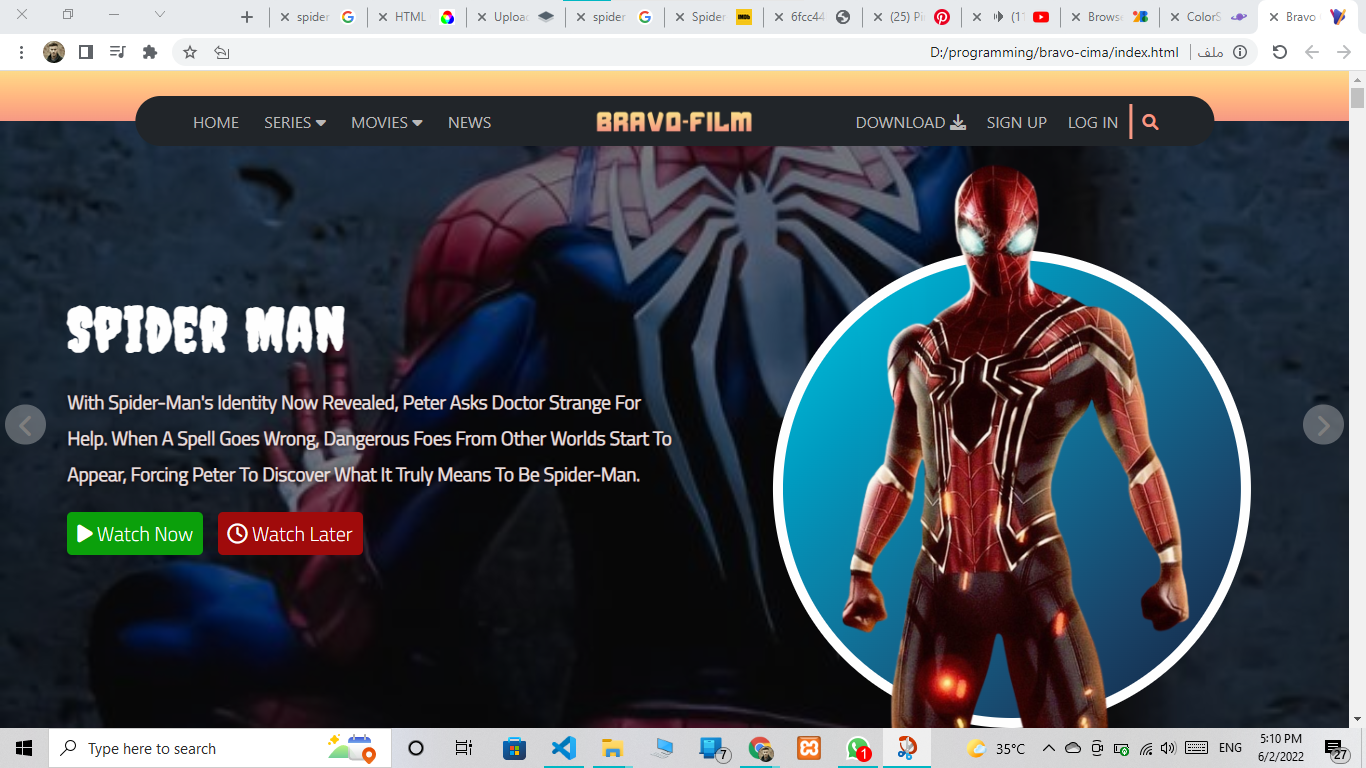 spider
HTML
Upload
spider
Spider
6fcc44
(25) Pi
(11
Browse
ColorS
Bravo
D:/programming/bravo-cima/index.html
ملف
HOME SERIES MOVIES NEWS BRAVO-FILM DOWNLOAD SIGN UP LOG IN
SPIDER MAN
With Spider-Man's Identity Now Revealed, Peter Asks Doctor Strange For
Help. When A Spell Goes Wrong, Dangerous Foes From Other Worlds Start To
Appear, Forcing Peter To Discover What It Truly Means To Be Spider-Man.
Watch Now Watch Later
Type here to search
7
1
35°C
ENG
5:10 PM
6/2/2022
27